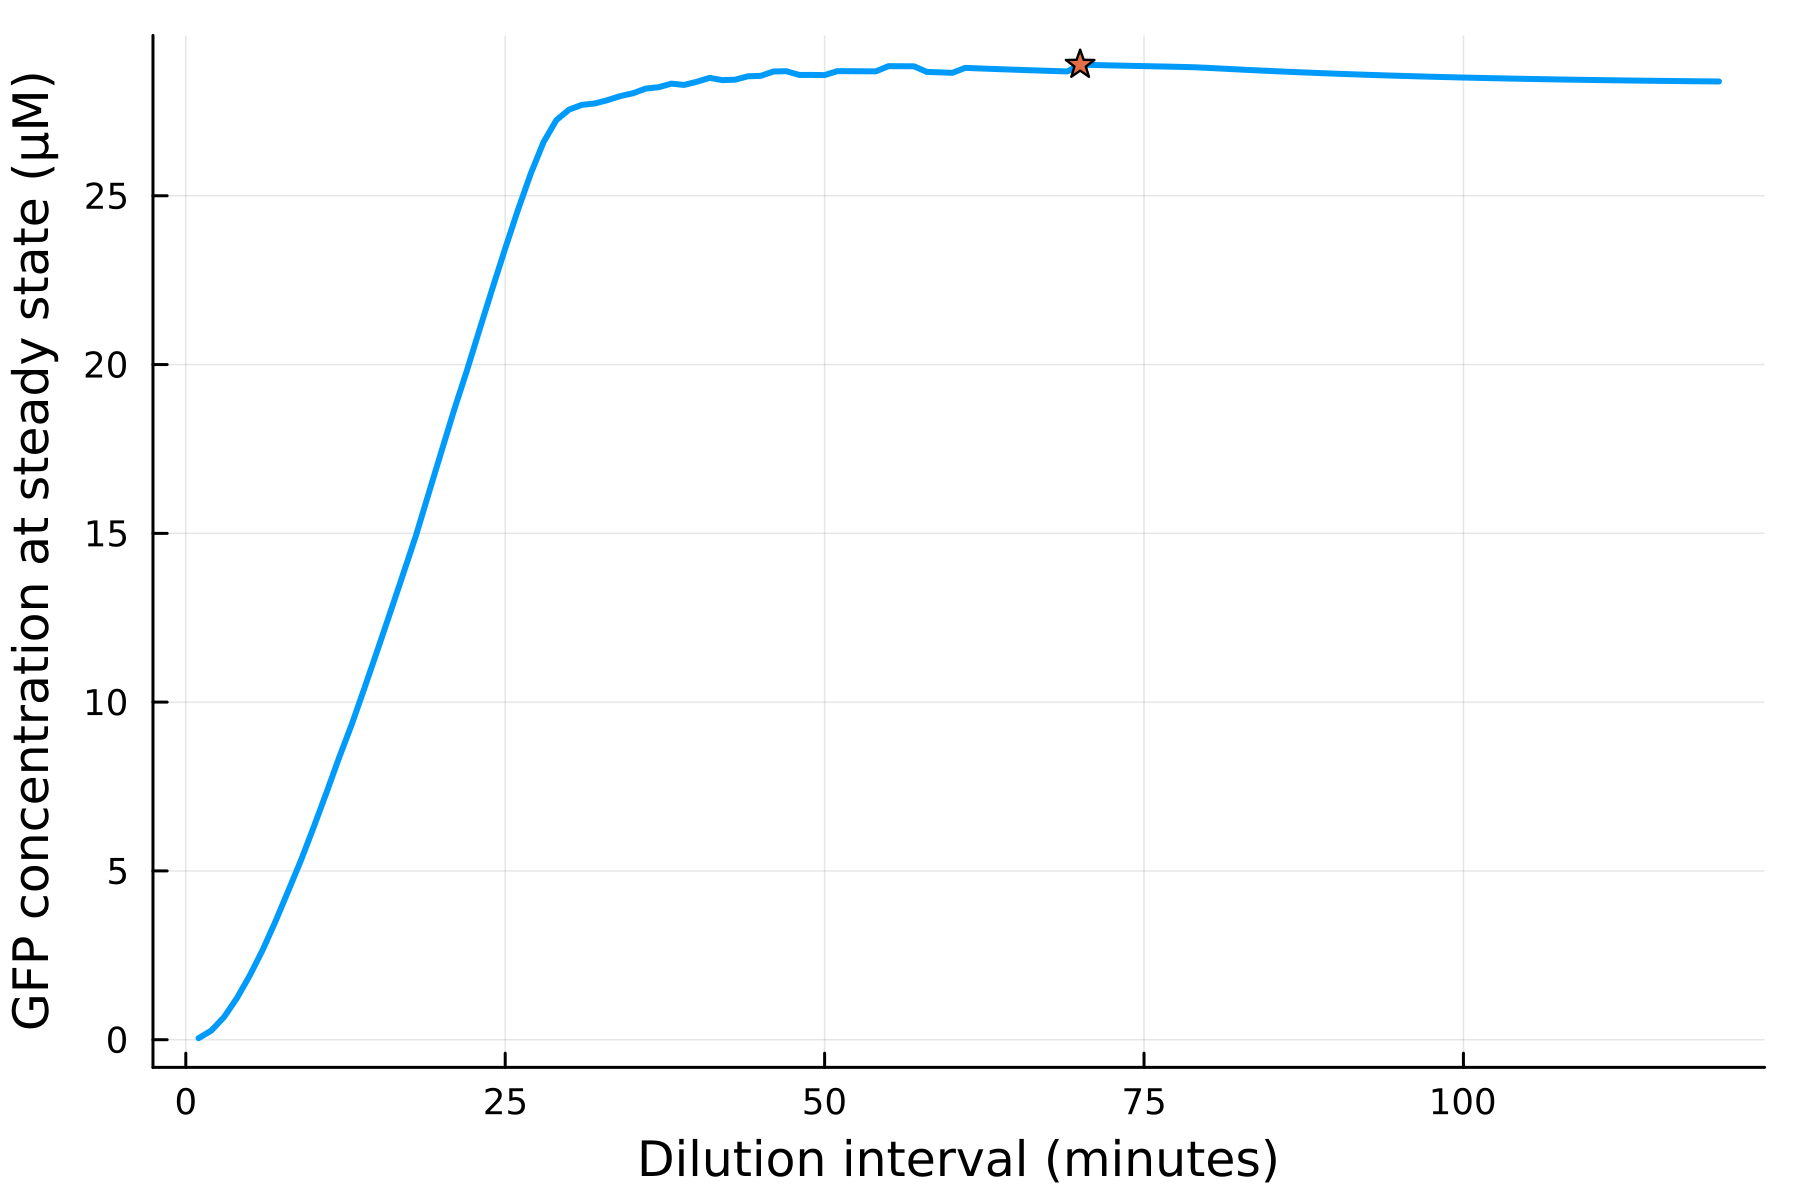 GFP concentration at steady state (μM)
25
20
15
10
5
0
0 25 50 75 100
Dilution interval (minutes)